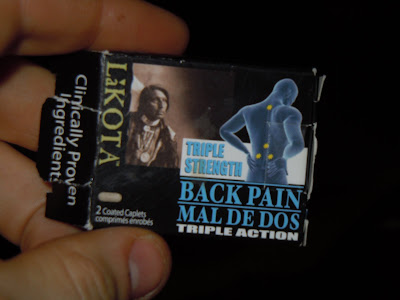 Clinically Proven
Ingredients
LaKOTA
TRIPLE
STRENGTH
BACK PAIN
MAL DE DOS
TRIPLE ACTION
2 Coated Caplets
comprimés enrobés